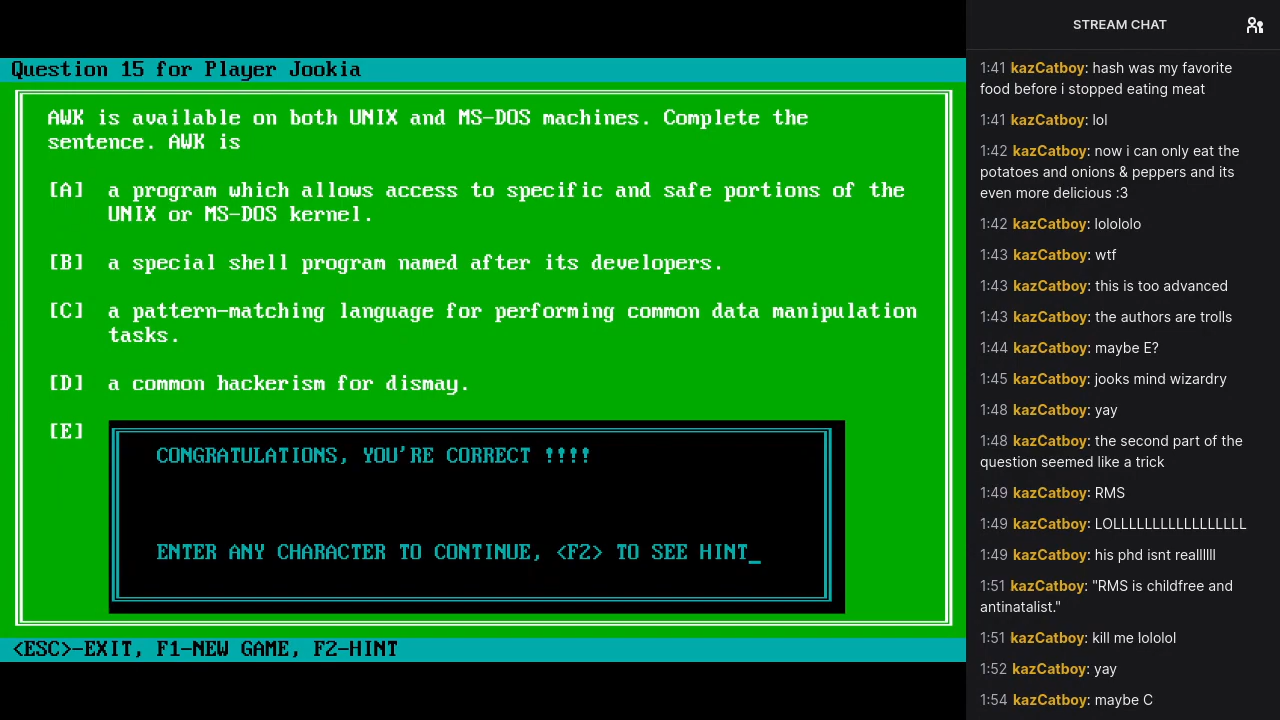 Question 15 for Player Jookia
AWK is available on both UNIX and MS-DOS machines. Complete the
sentence. AWK is
[A] a program which allows access to specific and safe portions of the
UNIX or MS-DOS kernel.
[B] a special shell program named after its developers.
[C] a pattern-matching language for performing common data manipulation
tasks.
[D] a common hackerism for dismay.
[E]
CONGRATULATIONS, YOU'RE CORRECT !!!!
ENTER ANY CHARACTER TO CONTINUE, <F2> TO SEE HINT_
<ESC>-EXIT, F1-NEW GAME, F2-HINT
STREAM CHAT
1:41 kazCatboy: hash was my favorite
food before i stopped eating meat
1:41 kazCatboy: lol
1:42 kazCatboy: now i can only eat the
potatoes and onions & peppers and its
even more delicious :3
1:42 kazCatboy: lolololo
1:43 kazCatboy: wtf
1:43 kazCatboy: this is too advanced
1:43 kazCatboy: the authors are trolls
1:44 kazCatboy: maybe E?
1:45 kazCatboy: jooks mind wizardry
1:48 kazCatboy: yay
1:48 kazCatboy: the second part of the
question seemed like a trick
1:49 kazCatboy: RMS
1:49 kazCatboy: LOLLLLLLLLLLLLLLLLL
1:49 kazCatboy: his phd isnt reallllll
1:51 kazCatboy: "RMS is childfree and
antinatalist."
1:51 kazCatboy: kill me lololol
1:52 kazCatboy: yay
1:54 kazCatboy: maybe C